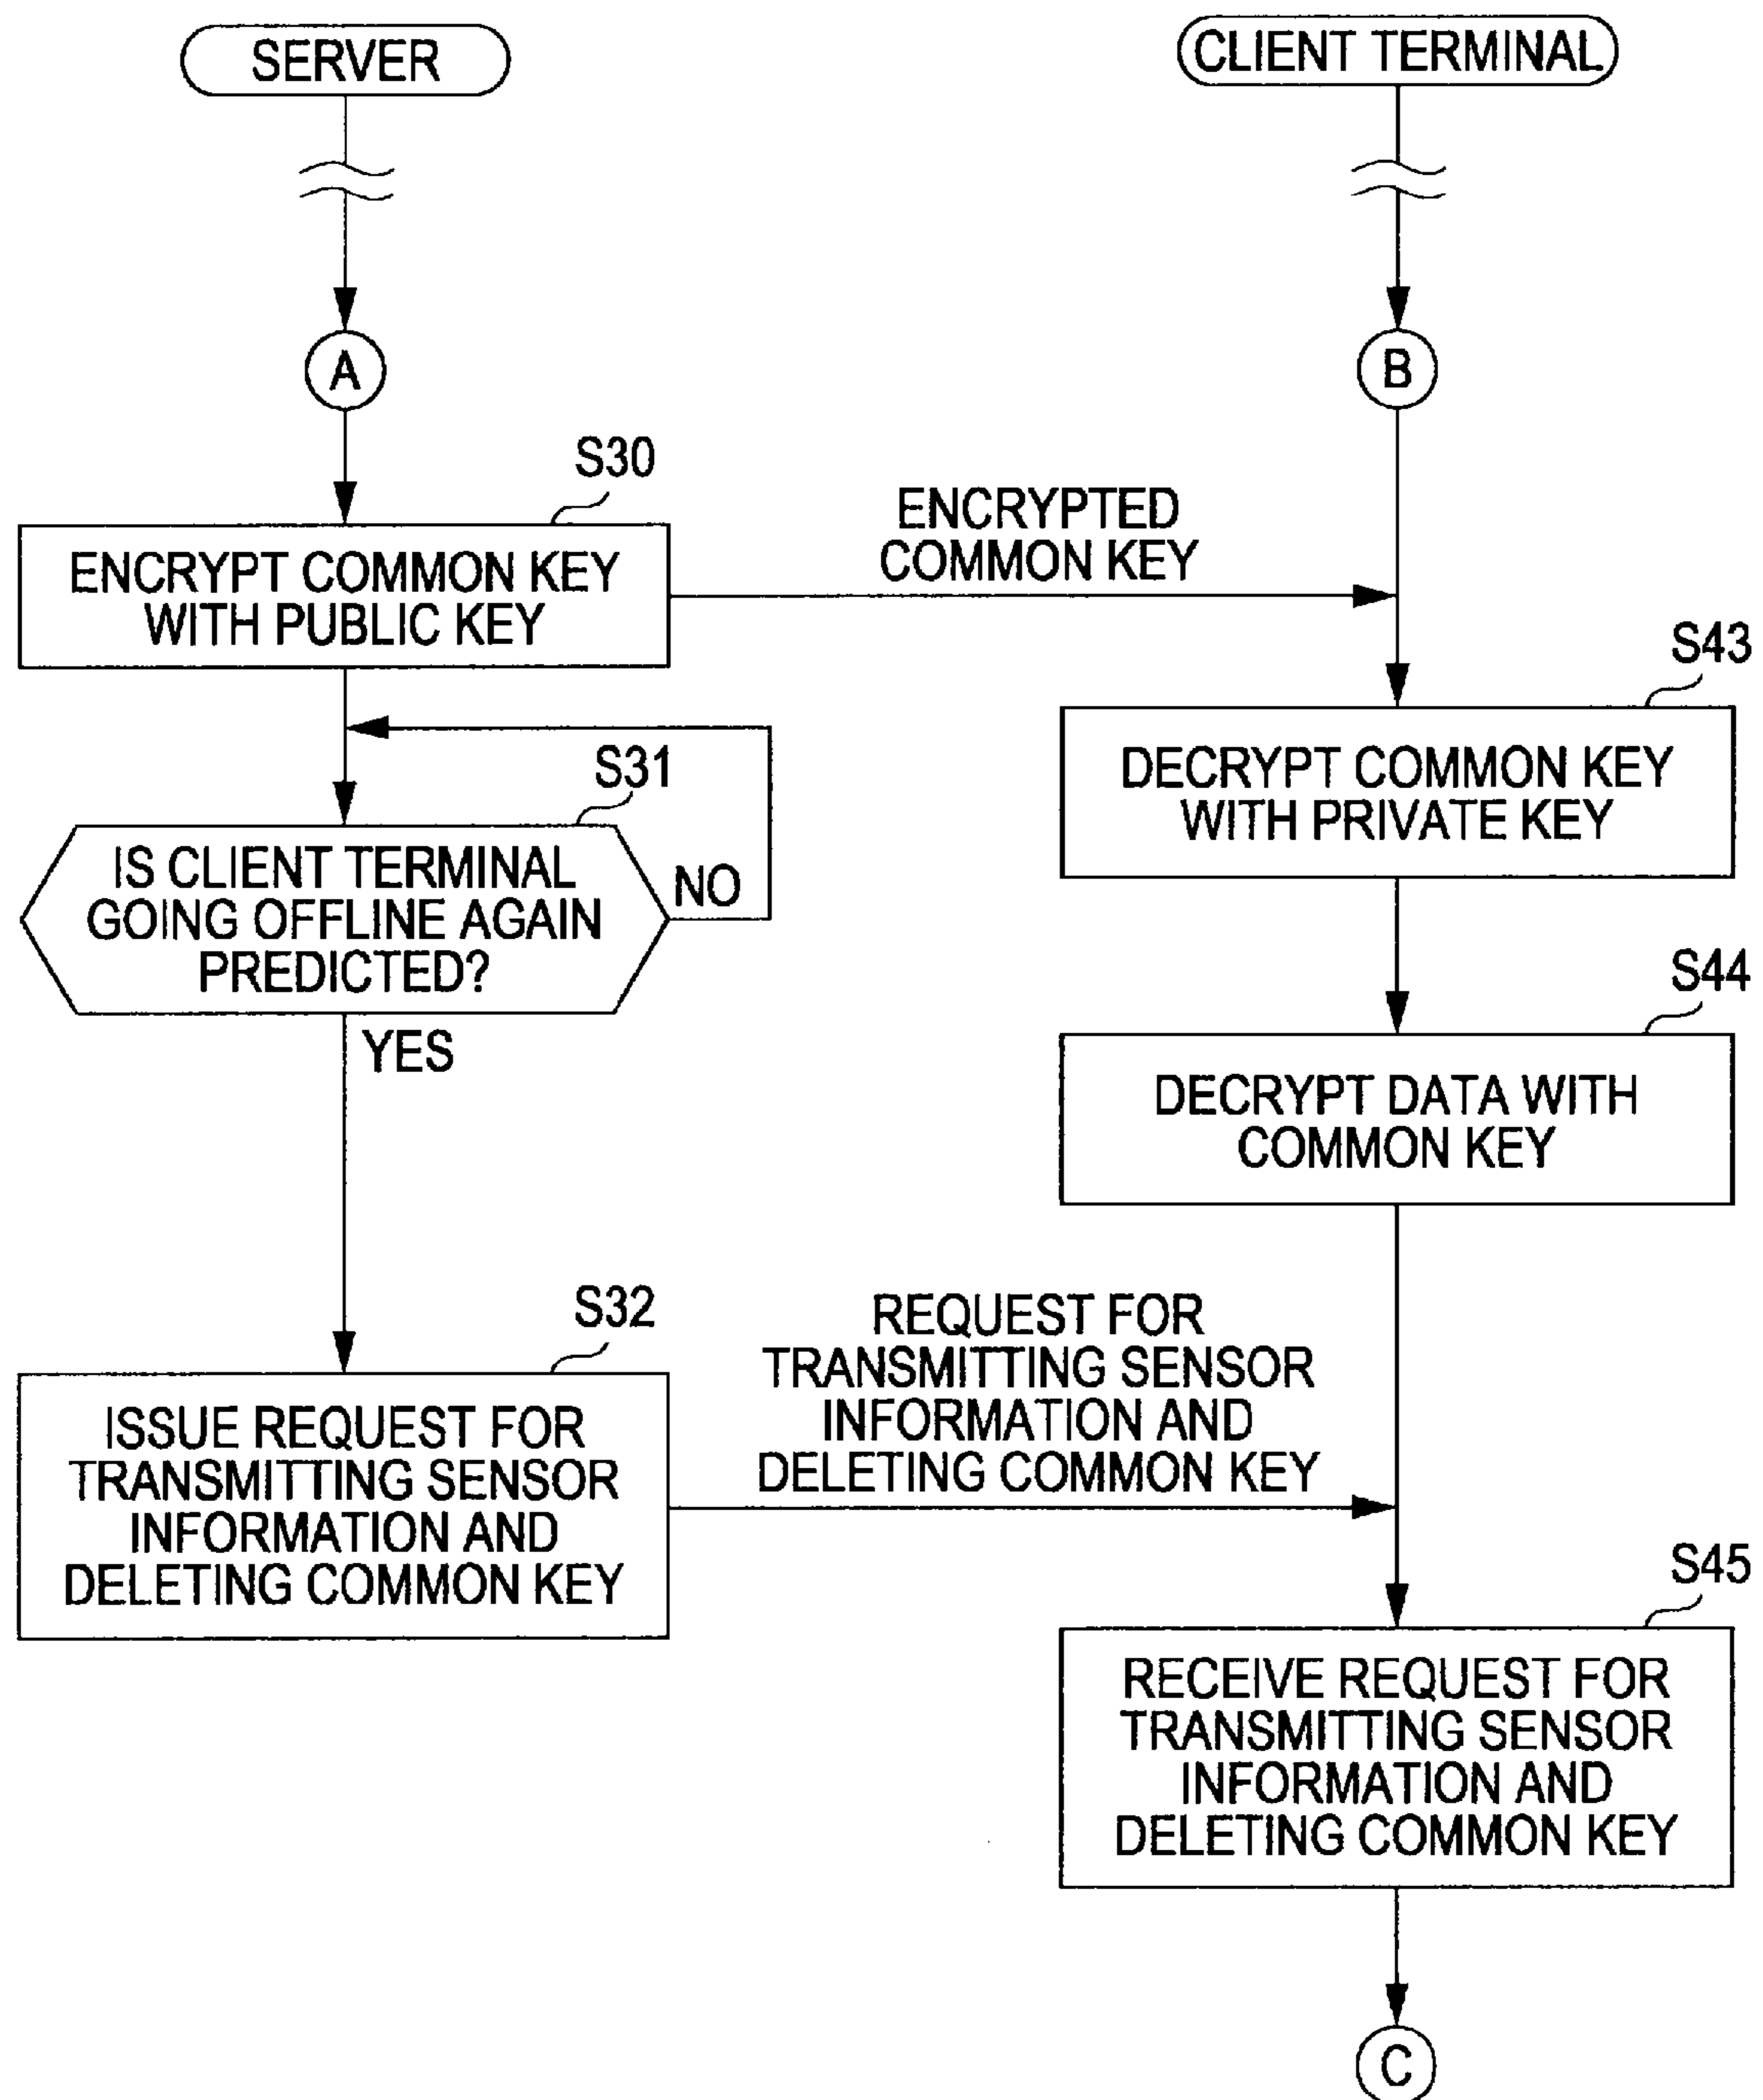 SERVER
CLIENT TERMINAL
A
B
S30
ENCRYPT COMMON KEY
WITH PUBLIC KEY
ENCRYPTED
COMMON KEY
S43
DECRYPT COMMON KEY
WITH PRIVATE KEY
S31
IS CLIENT TERMINAL
GOING OFFLINE AGAIN
PREDICTED?
NO
YES
S44
DECRYPT DATA WITH
COMMON KEY
S32
ISSUE REQUEST FOR
TRANSMITTING SENSOR
INFORMATION AND
DELETING COMMON KEY
REQUEST FOR
TRANSMITTING SENSOR
INFORMATION AND
DELETING COMMON KEY
S45
RECEIVE REQUEST FOR
TRANSMITTING SENSOR
INFORMATION AND
DELETING COMMON KEY
C